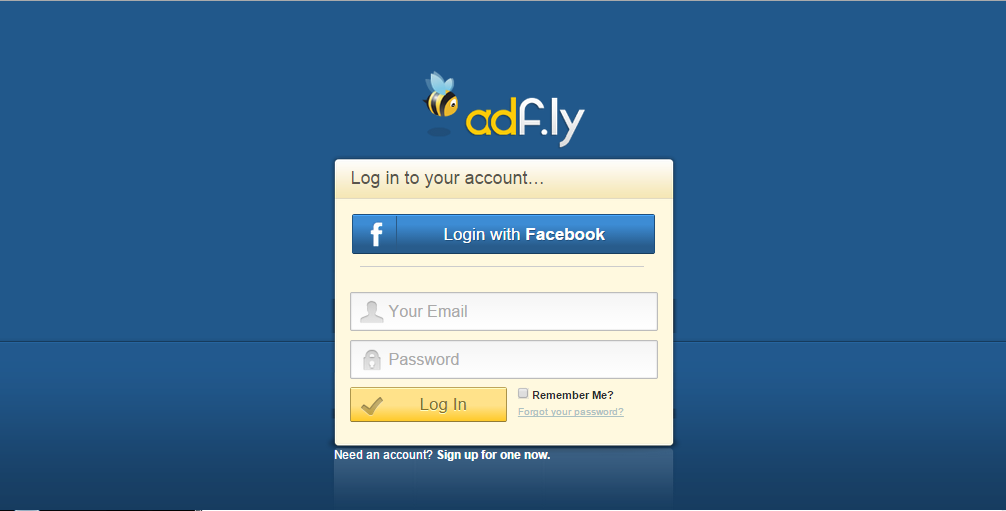 adf.ly
Log in to your account...
f Login with Facebook
Your Email
Password
Log In
Remember Me?
Forgot your password?
Need an account? Sign up for one now.